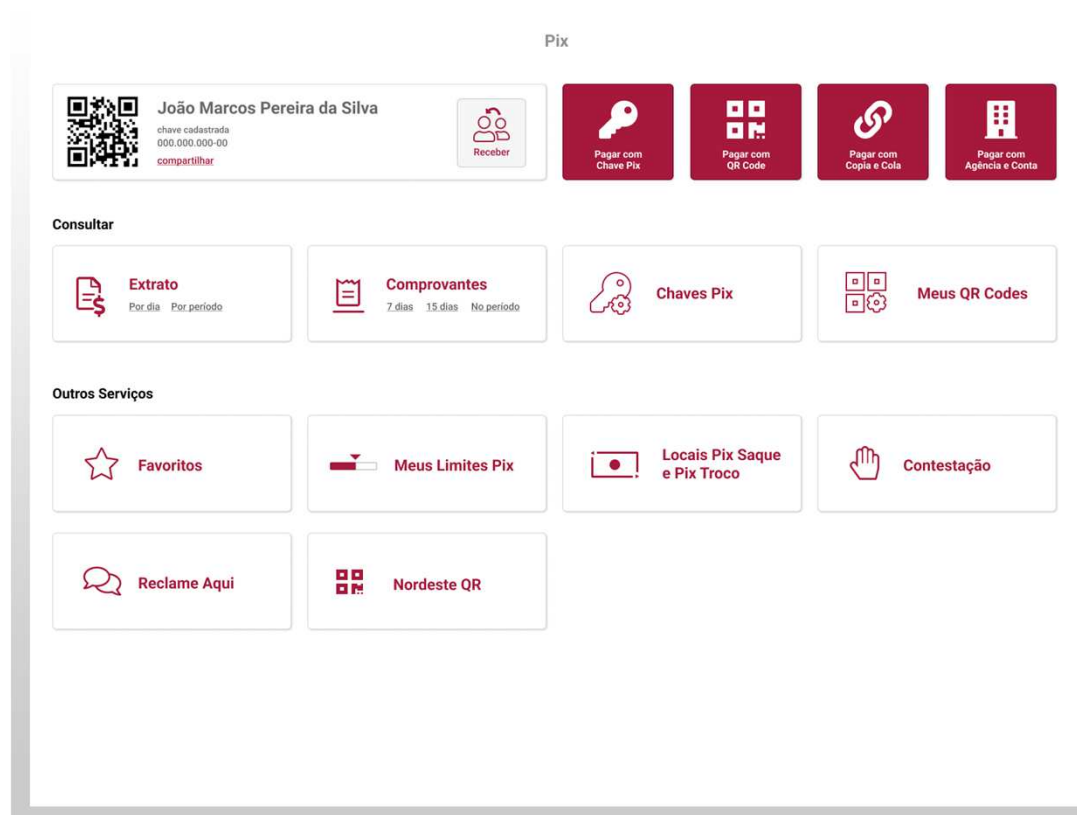 Pix
João Marcos Pereira da Silva
chave cadastrada
000.000.000-00
compartilhar
Receber
Pagar com
Chave Pix
Pagar com
QR Code
Pagar com
Copia e Cola
Pagar com
Agência e Conta
Consultar
Extrato
Por dia Por período
Comprovantes
7 dias 15 dias No período
Chaves Pix
Meus QR Codes
Outros Serviços
Favoritos
Meus Limites Pix
Locais Pix Saque
e Pix Troco
Contestação
Reclame Aqui
Nordeste QR